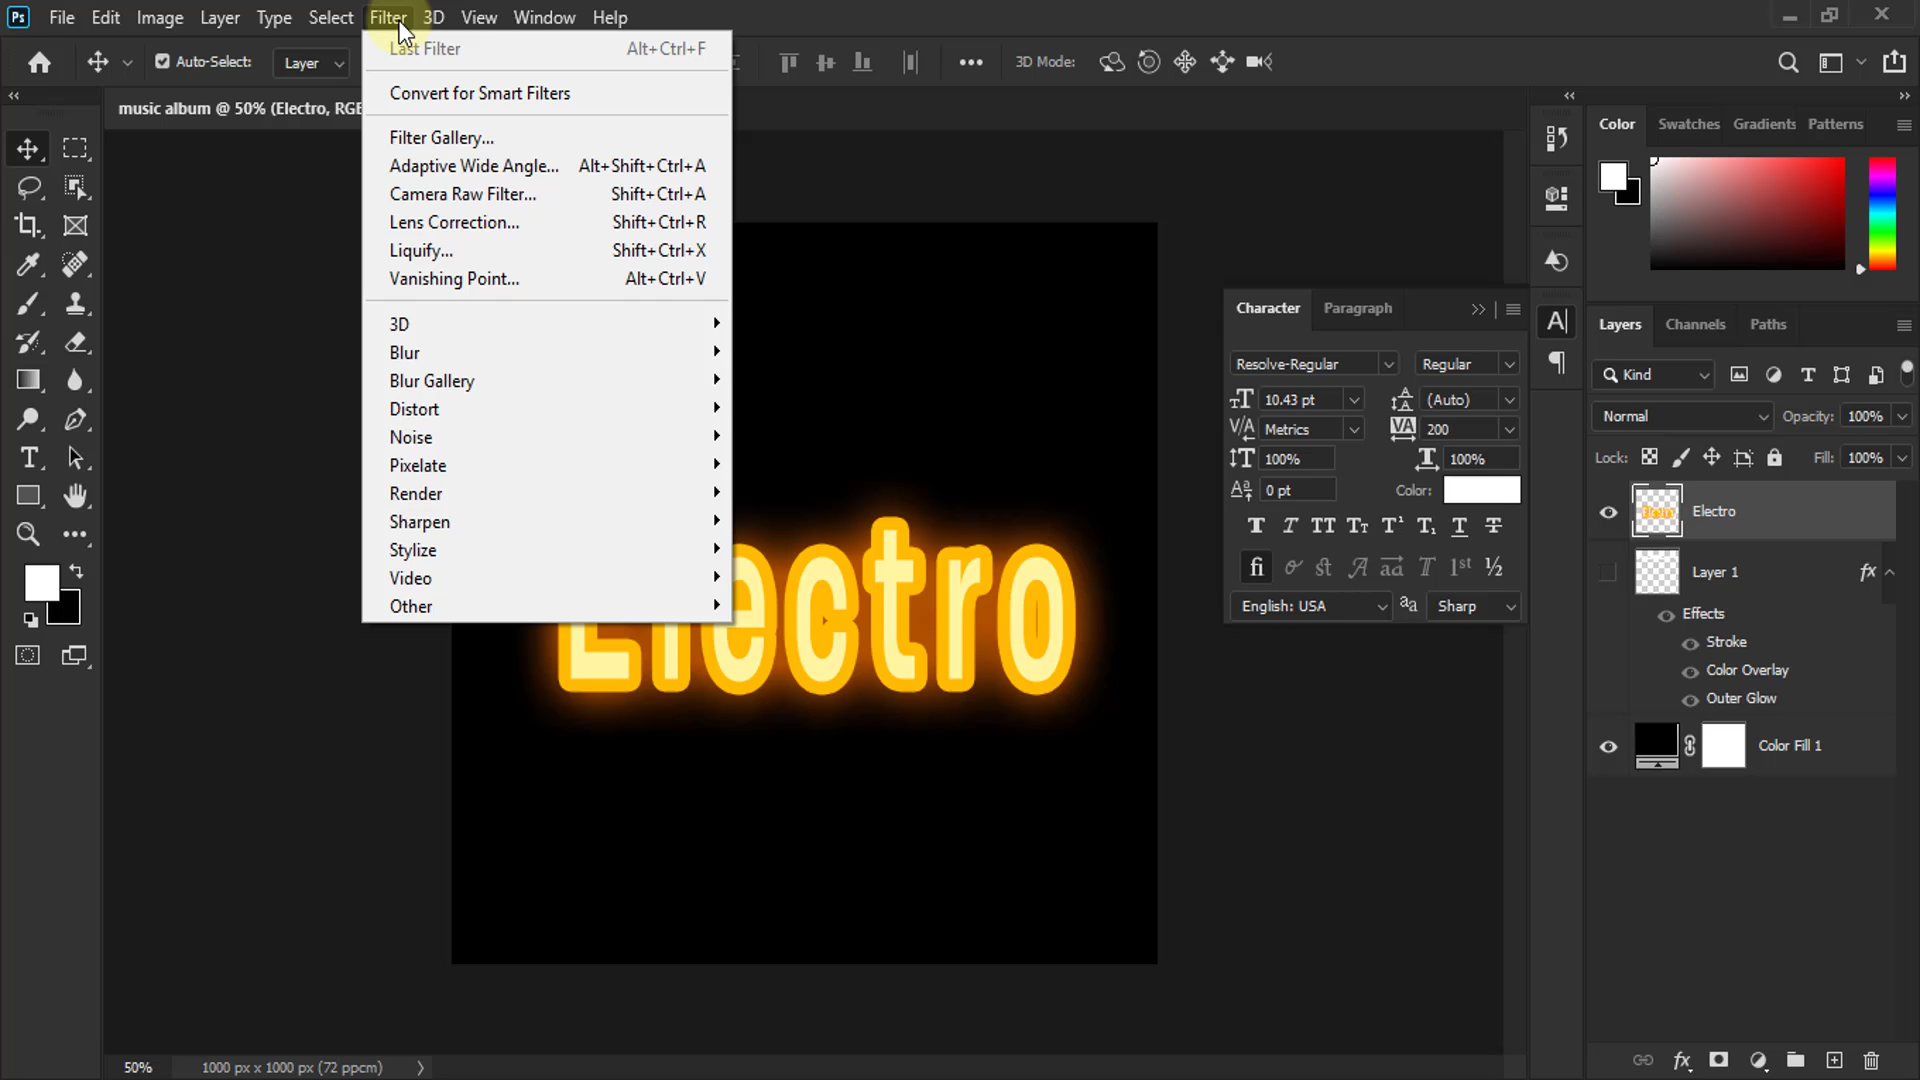 Ps File Edit Image Layer Type Select Filter 3D View Window Help
Auto-Select: Layer 3D Mode:
music album @ 50% (Electro, RG
Last Filter Alt+Ctrl+F
Convert for Smart Filters
Filter Gallery...
Adaptive Wide Angle... Alt+Shift+Ctrl+A
Camera Raw Filter... Shift+Ctrl+A
Lens Correction... Shift+Ctrl+R
Liquify... Shift+Ctrl+X
Vanishing Point... Alt+Ctrl+V
3D
Blur
Blur Gallery
Distort
Noise
Pixelate
Render
Sharpen
Stylize
Video
Other
Electro
Character Paragraph
Resolve-Regular Regular
10.43 pt (Auto)
Metrics 200
100% 100%
0 pt Color:
English: USA Sharp
Color Swatches Gradients Patterns
Layers Channels Paths
Kind
Normal Opacity: 100%
Lock: Fill: 100%
Electro
Layer 1 fx
Effects
Stroke
Color Overlay
Outer Glow
Color Fill 1
50% 1000 px x 1000 px (72 ppcm)
fx